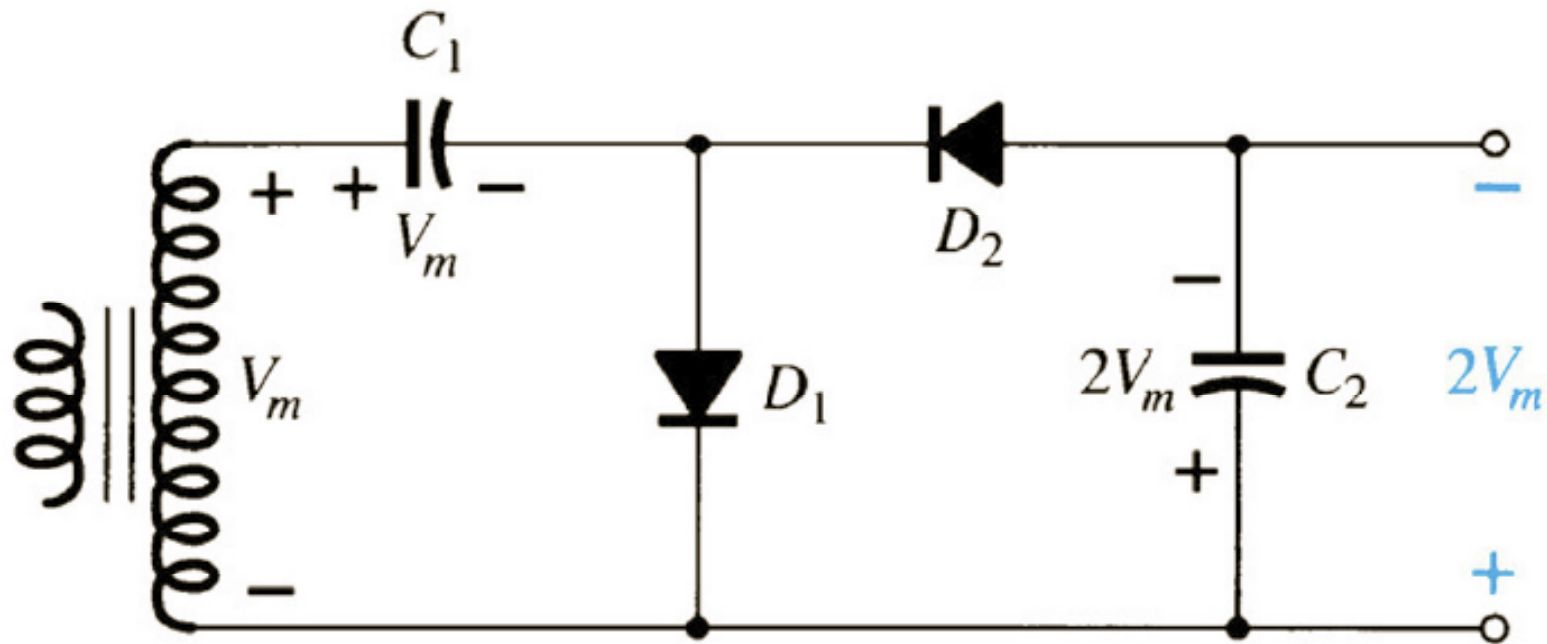 C₁
+ + − −
Vₘ
D₂
−
Vₘ
D₁
2Vₘ
C₂
2Vₘ
+
−
+